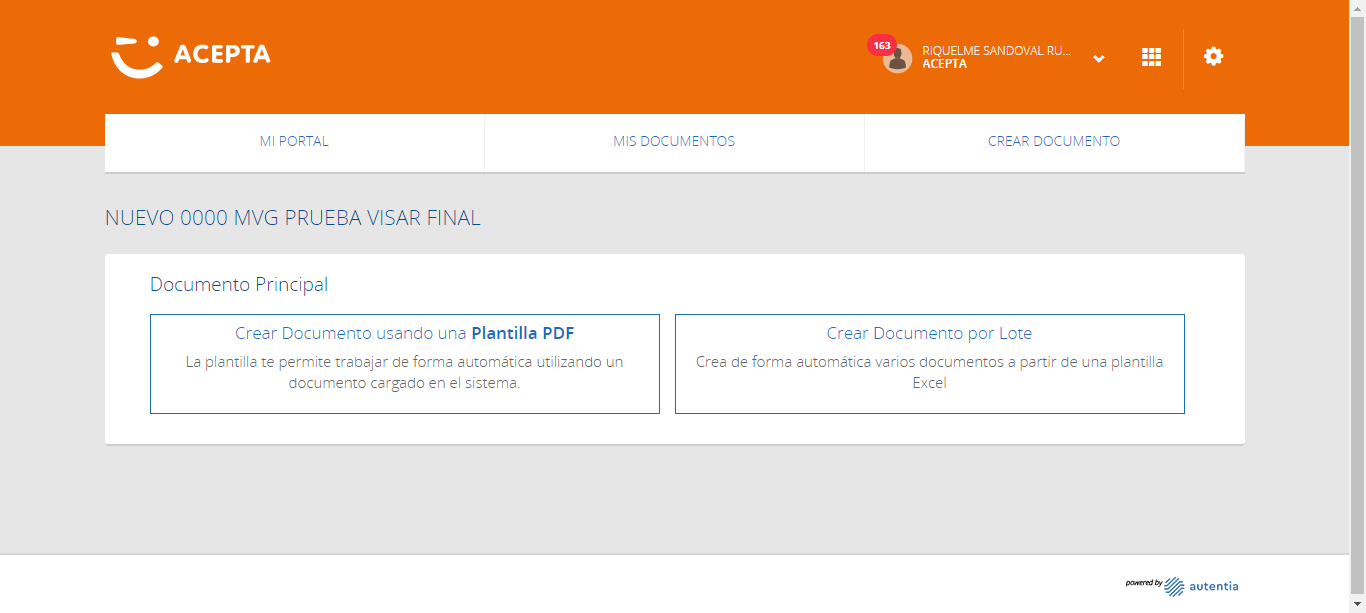 ACEPTA
163
RIQUELME SANDOVAL RU...
ACEPTA
MI PORTAL
MIS DOCUMENTOS
CREAR DOCUMENTO
NUEVO 0000 MVG PRUEBA VISAR FINAL
Documento Principal
Crear Documento usando una Plantilla PDF
La plantilla te permite trabajar de forma automática utilizando un
documento cargado en el sistema.
Crear Documento por Lote
Crea de forma automática varios documentos a partir de una plantilla
Excel
powered by autentia